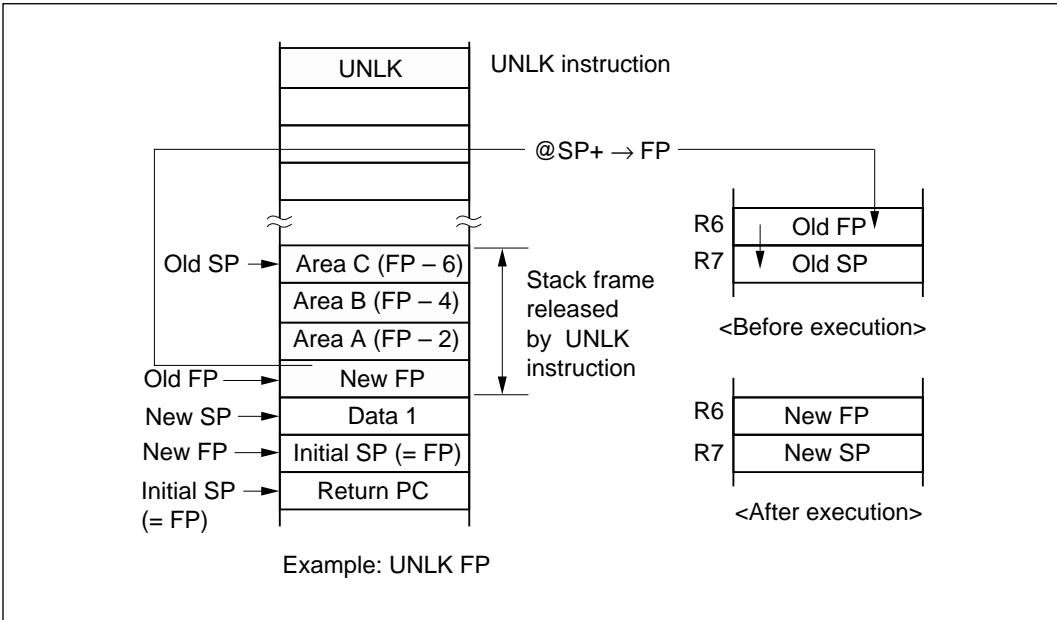 UNLK
UNLK instruction
@SP+ → FP
Old SP
Area C (FP – 6)
Area B (FP – 4)
Area A (FP – 2)
Old FP
New FP
New SP
Data 1
New FP
Initial SP (= FP)
Initial SP
(= FP)
Return PC
Stack frame
released
by UNLK
instruction
R6
Old FP
R7
Old SP
<Before execution>
R6
New FP
R7
New SP
<After execution>
Example: UNLK FP